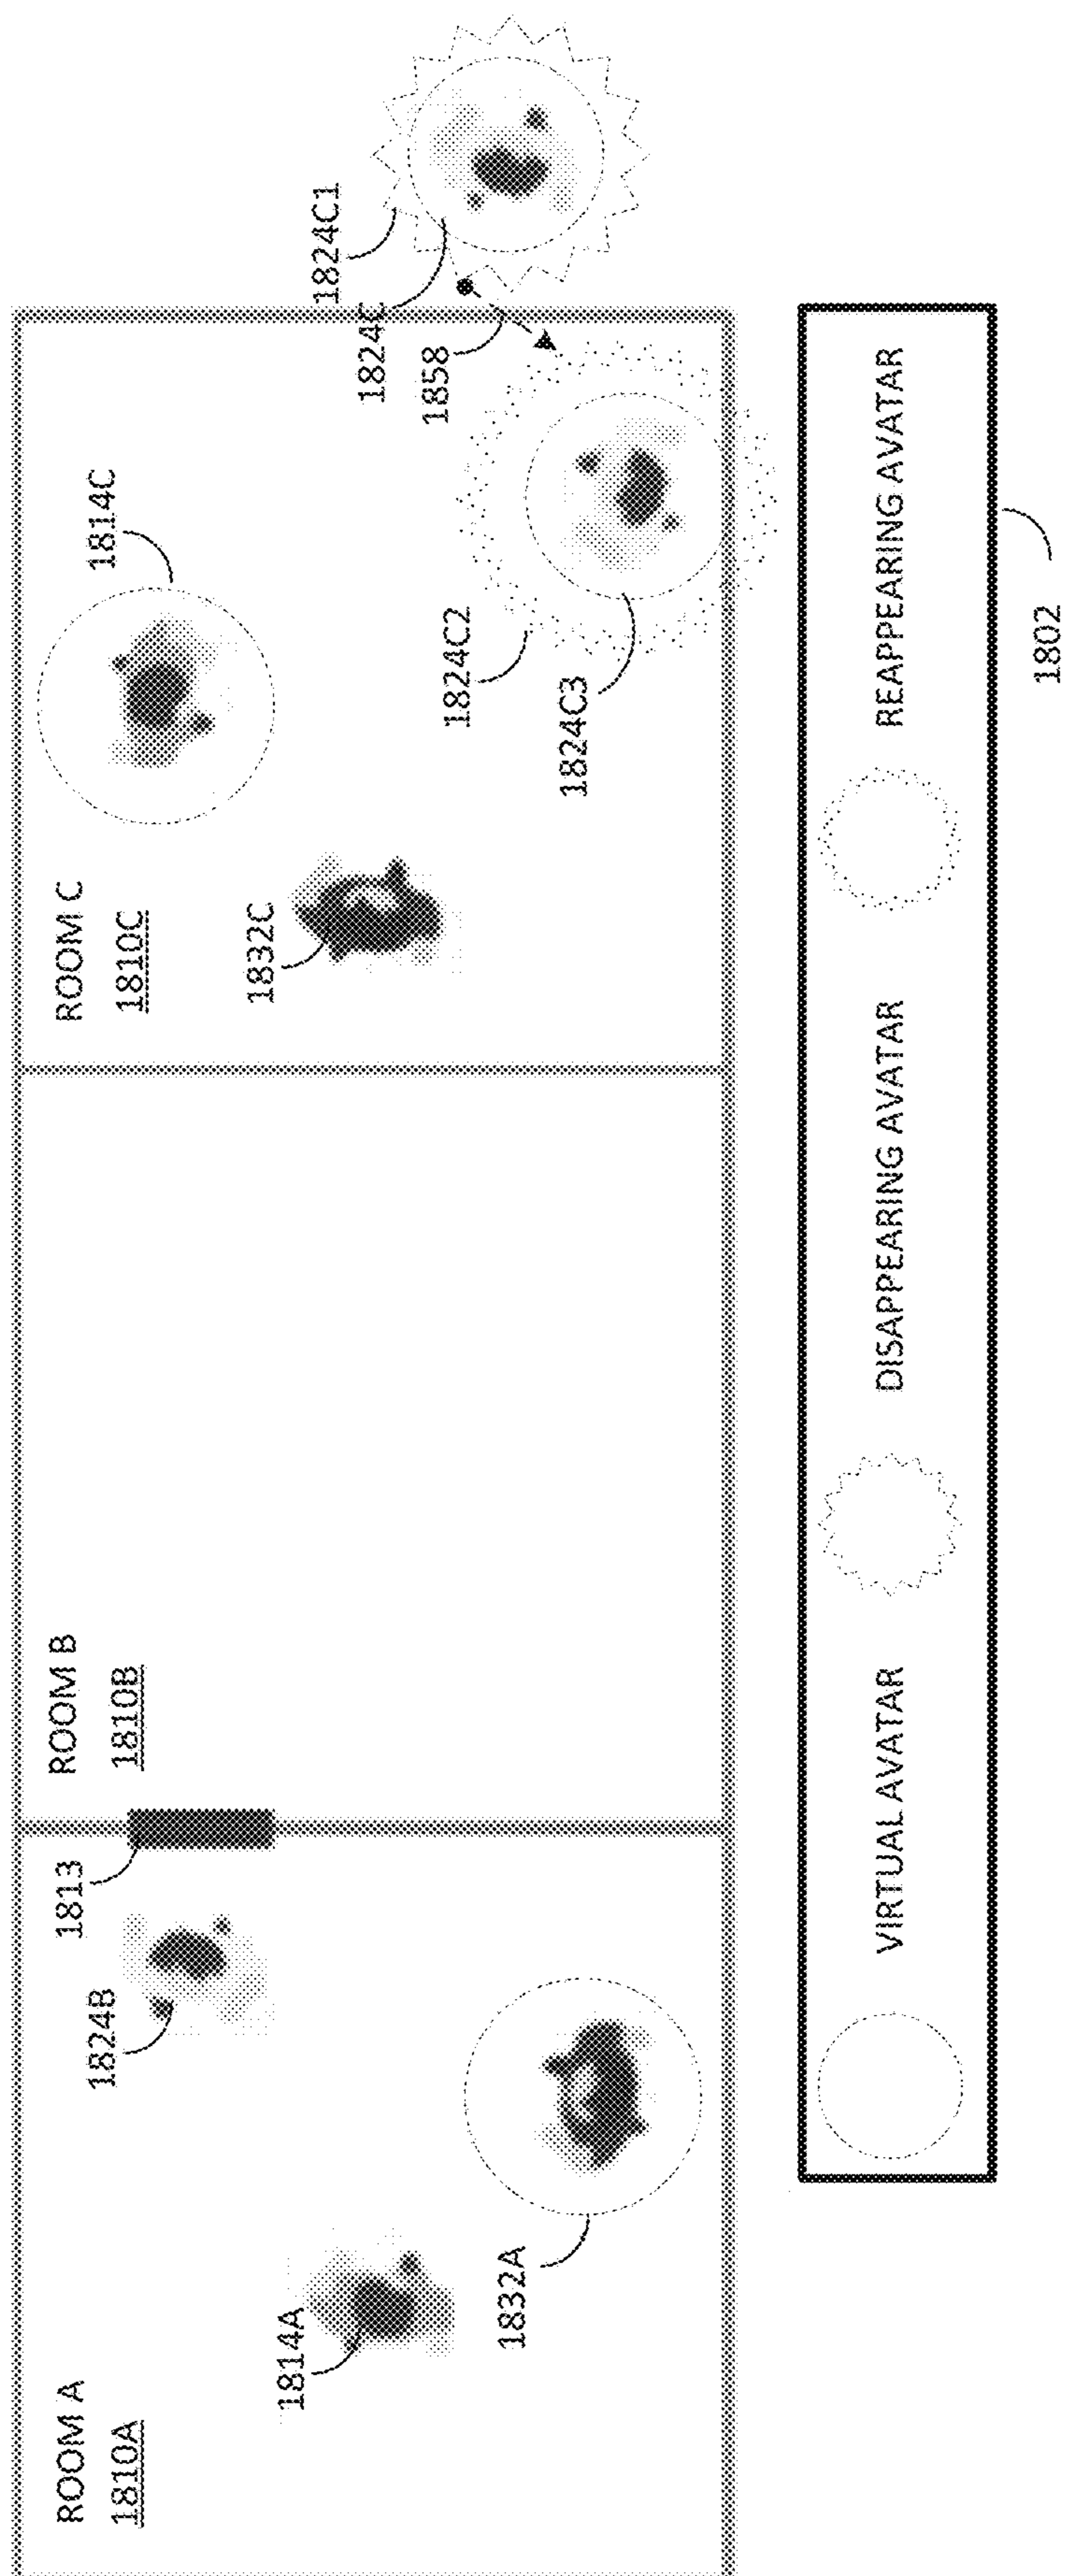 ROOM A
1810A
1814A
1832A
1824B
1813
ROOM B
1810B
ROOM C
1810C
1832C
1814C
1824C1
1824C
1858
1824C2
1824C3
VIRTUAL AVATAR
DISAPPEARING AVATAR
REAPPEARING AVATAR
1802